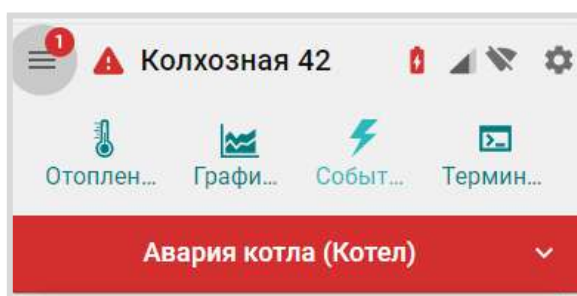 1
Колхозная 42
Отоплен... Графи... Событ... Термин...
Авария котла (Котел)